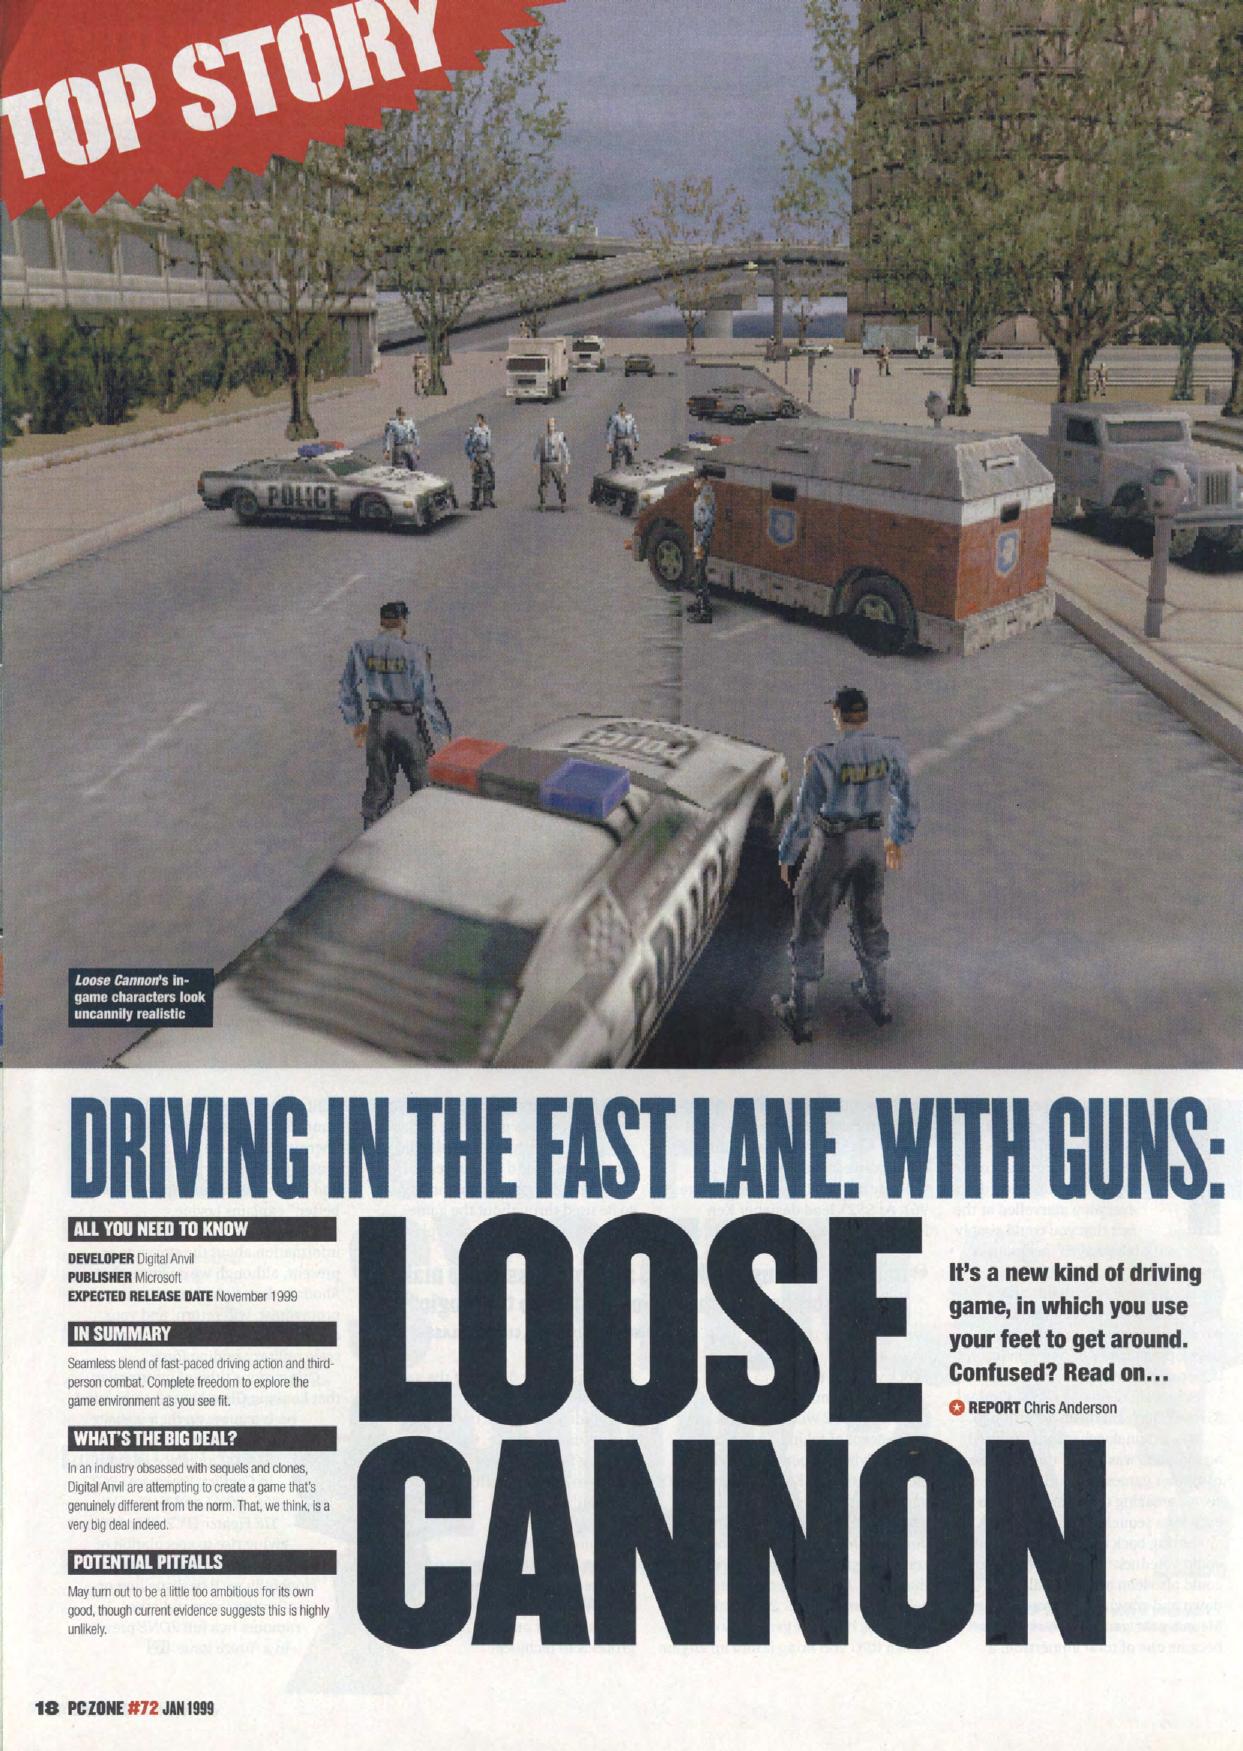 TOP STORY
POLICE
POLICE
POLICE
POLICE
POLICE
Loose Cannon's in-
game characters look
uncannily realistic
DRIVING IN THE FAST LANE. WITH GUNS:
LOOSE
CANNON
ALL YOU NEED TO KNOW
DEVELOPER Digital Anvil
PUBLISHER Microsoft
EXPECTED RELEASE DATE November 1999
IN SUMMARY
Seamless blend of fast-paced driving action and third-
person combat. Complete freedom to explore the
game environment as you see fit.
WHAT'S THE BIG DEAL?
In an industry obsessed with sequels and clones,
Digital Anvil are attempting to create a game that's
genuinely different from the norm. That, we think, is a
very big deal indeed.
POTENTIAL PITFALLS
May turn out to be a little too ambitious for its own
good, though current evidence suggests this is highly
unlikely.
It's a new kind of driving
game, in which you use
your feet to get around.
Confused? Read on...
REPORT Chris Anderson
18 PC ZONE #72 JAN 1999